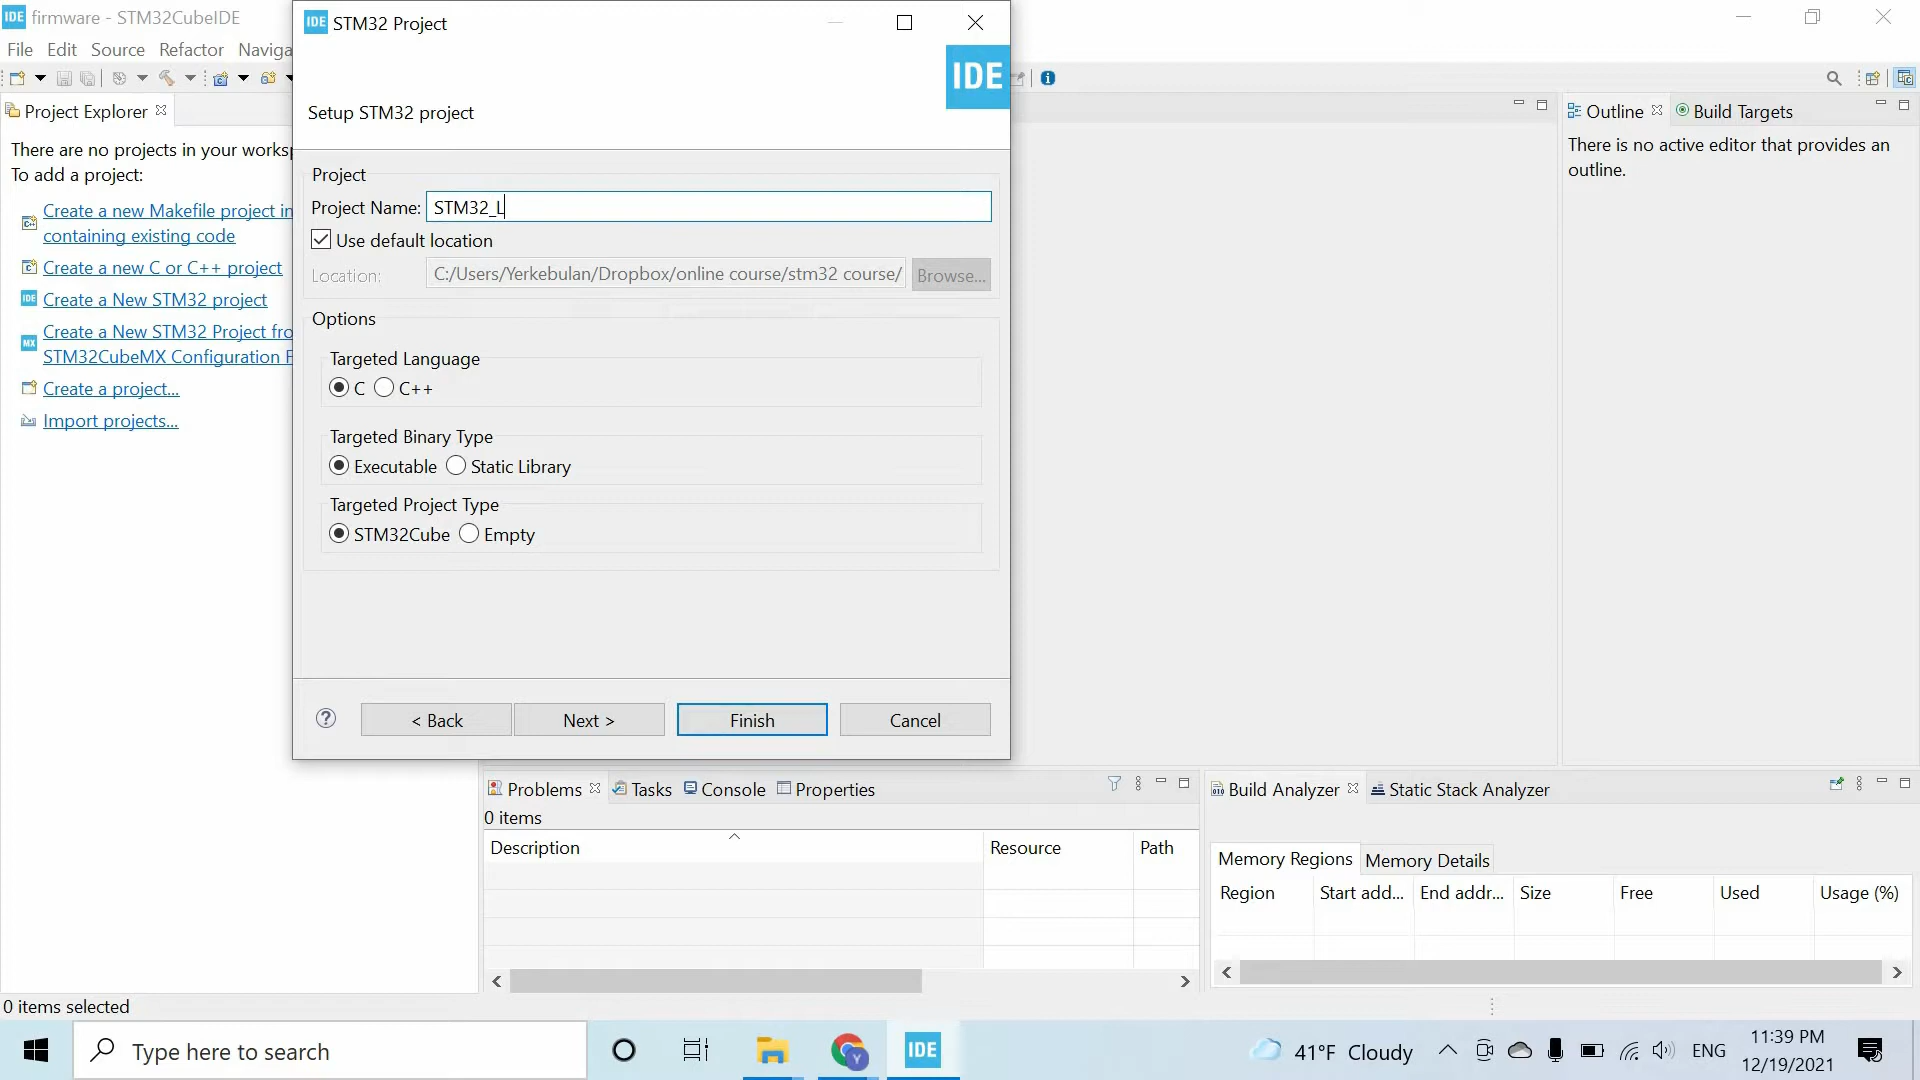 IDE firmware - STM32CubeIDE
File Edit Source Refactor Naviga
Project Explorer
There are no projects in your worksp
To add a project:
Create a new Makefile project in
containing existing code
Create a new C or C++ project
IDE Create a New STM32 project
Create a New STM32 Project fro
MX
STM32CubeMX Configuration F
Create a project...
Import projects...
0 items selected
IDE STM32 Project
IDE
Setup STM32 project
Project
Project Name: STM32_L
Use default location
Location: C:/Users/Yerkebulan/Dropbox/online course/stm32 course/ Browse...
Options
Targeted Language
C C++
Targeted Binary Type
Executable Static Library
Targeted Project Type
STM32Cube Empty
? < Back Next > Finish Cancel
Outline Build Targets
There is no active editor that provides an
outline.
Problems Tasks Console Properties
0 items
Description Resource Path
Build Analyzer Static Stack Analyzer
Memory Regions Memory Details
Region Start add... End addr... Size Free Used Usage (%)
Type here to search
Y
IDE
41°F Cloudy
ENG
11:39 PM
12/19/2021